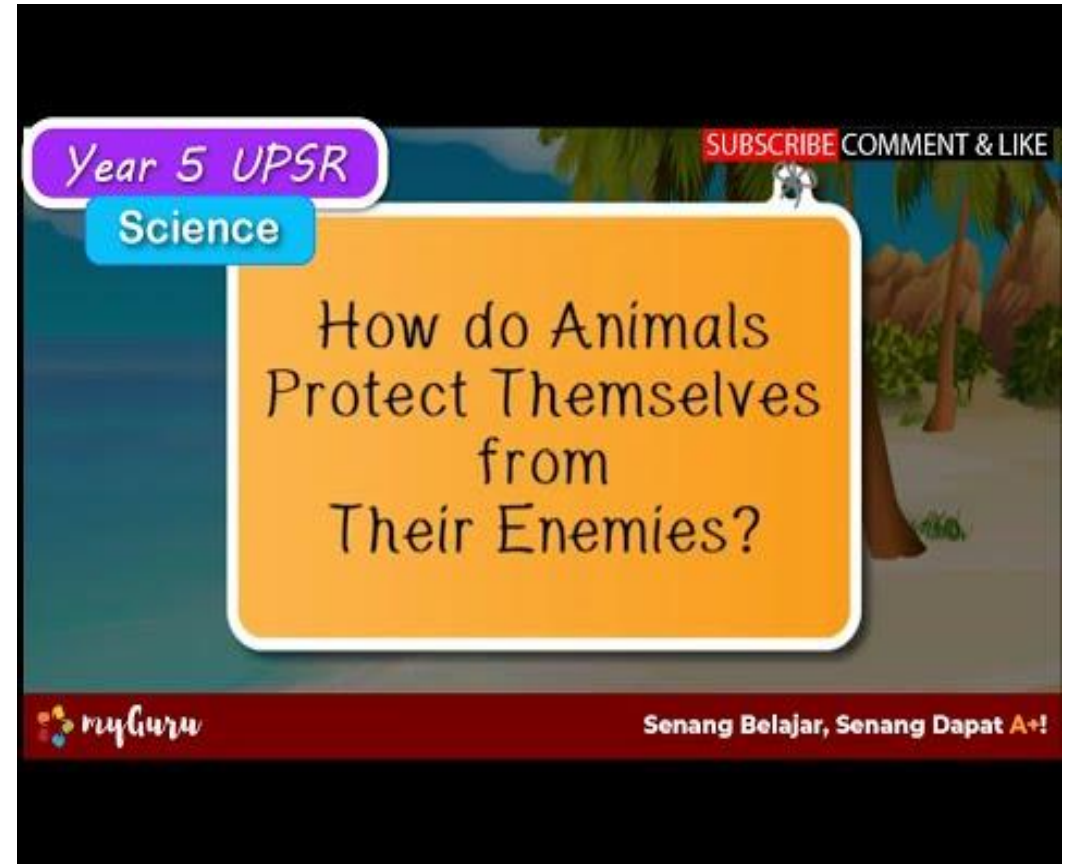 Year 5 UPSR
SUBSCRIBE COMMENT & LIKE
Science
How do Animals
Protect Themselves
from
Their Enemies?
myGuru
Senang Belajar, Senang Dapat A+!